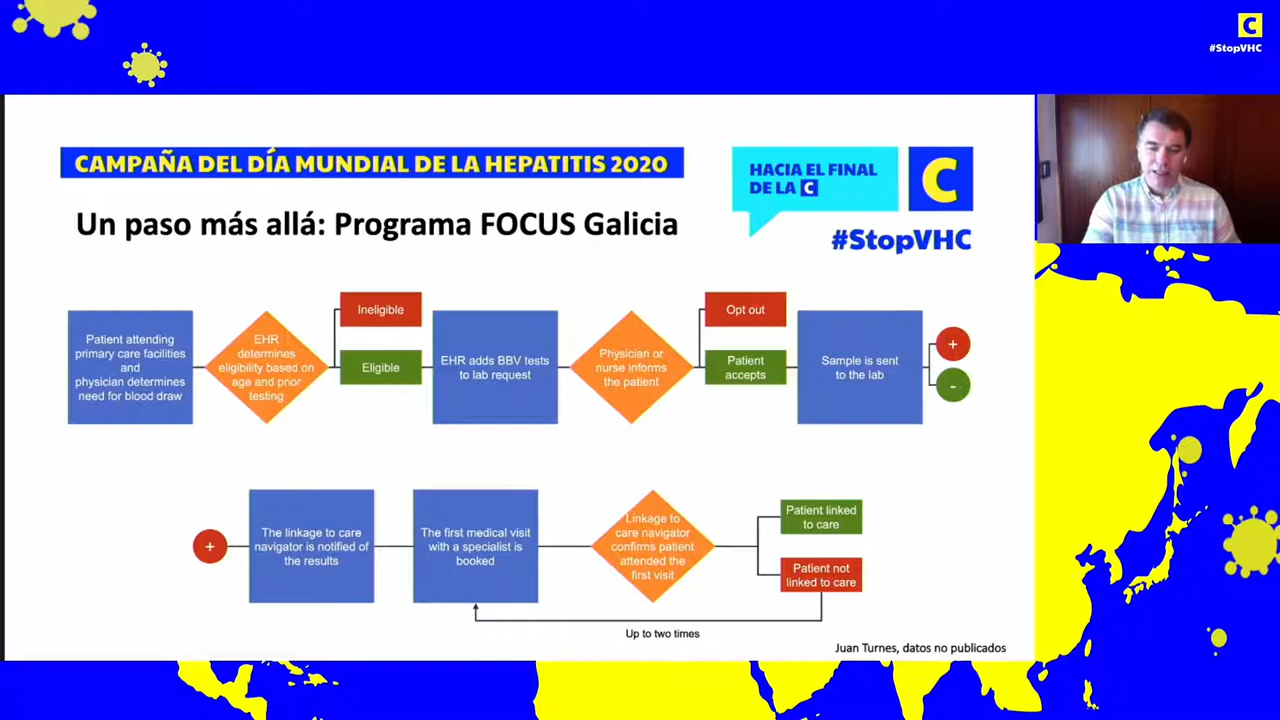 C
#StopVHC
CAMPAÑA DEL DÍA MUNDIAL DE LA HEPATITIS 2020
HACIA EL FINAL
DE LA C
C
#StopVHC
Un paso más allá: Programa FOCUS Galicia
Patient attending
primary care facilities
and
physician determines
need for blood draw
EHR
determines
eligibility based on
age and prior
testing
Ineligible
Eligible
EHR adds BBV tests
to lab request
Physician or
nurse informs
the patient
Opt out
Patient
accepts
Sample is sent
to the lab
+
-
+
The linkage to care
navigator is notified of
the results
The first medical visit
with a specialist is
booked
Linkage to
care navigator
confirms patient
attended the
first visit
Patient linked
to care
Patient not
linked to care
Up to two times
Juan Turnes, datos no publicados